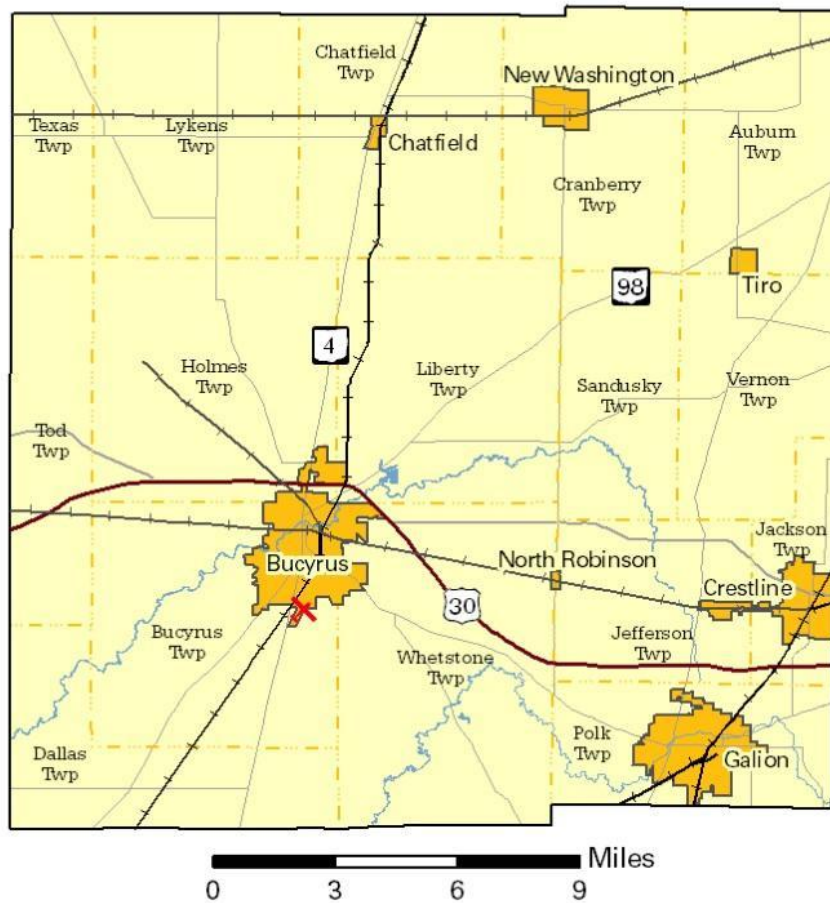 Chatfield
Twp
New Washington
Texas
Twp
Lykens
Twp
Chatfield
Auburn
Twp
Cranberry
Twp
98
Tiro
4
Holmes
Twp
Liberty
Twp
Sandusky
Twp
Vernon
Twp
Tod
Twp
Jackson
Twp
Bucyrus
North Robinson
Crestline
30
Bucyrus
Twp
Whetstone
Twp
Jefferson
Twp
Polk
Twp
Dallas
Twp
Galion
Miles
0 3 6 9